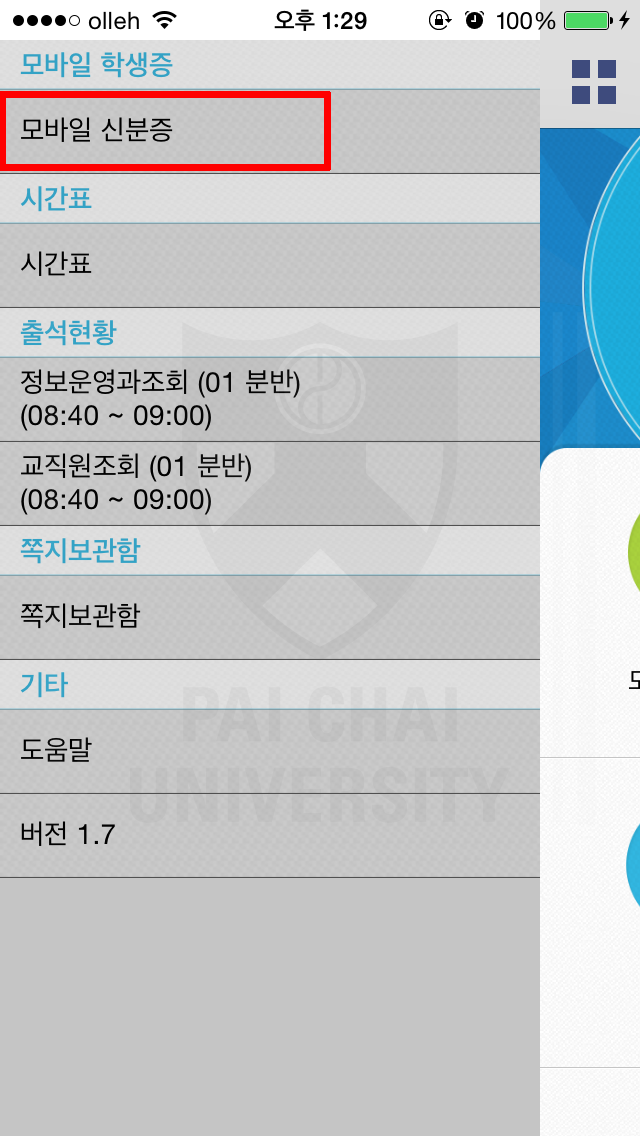 olleh 오후 1:29 100%
모바일 학생증
모바일 신분증
시간표
시간표
출석현황
정보운영과조회 (01 분반)
(08:40 ~ 09:00)
교직원조회 (01 분반)
(08:40 ~ 09:00)
쪽지보관함
쪽지보관함
기타
도움말
버전 1.7
PAI CHAI
UNIVERSITY